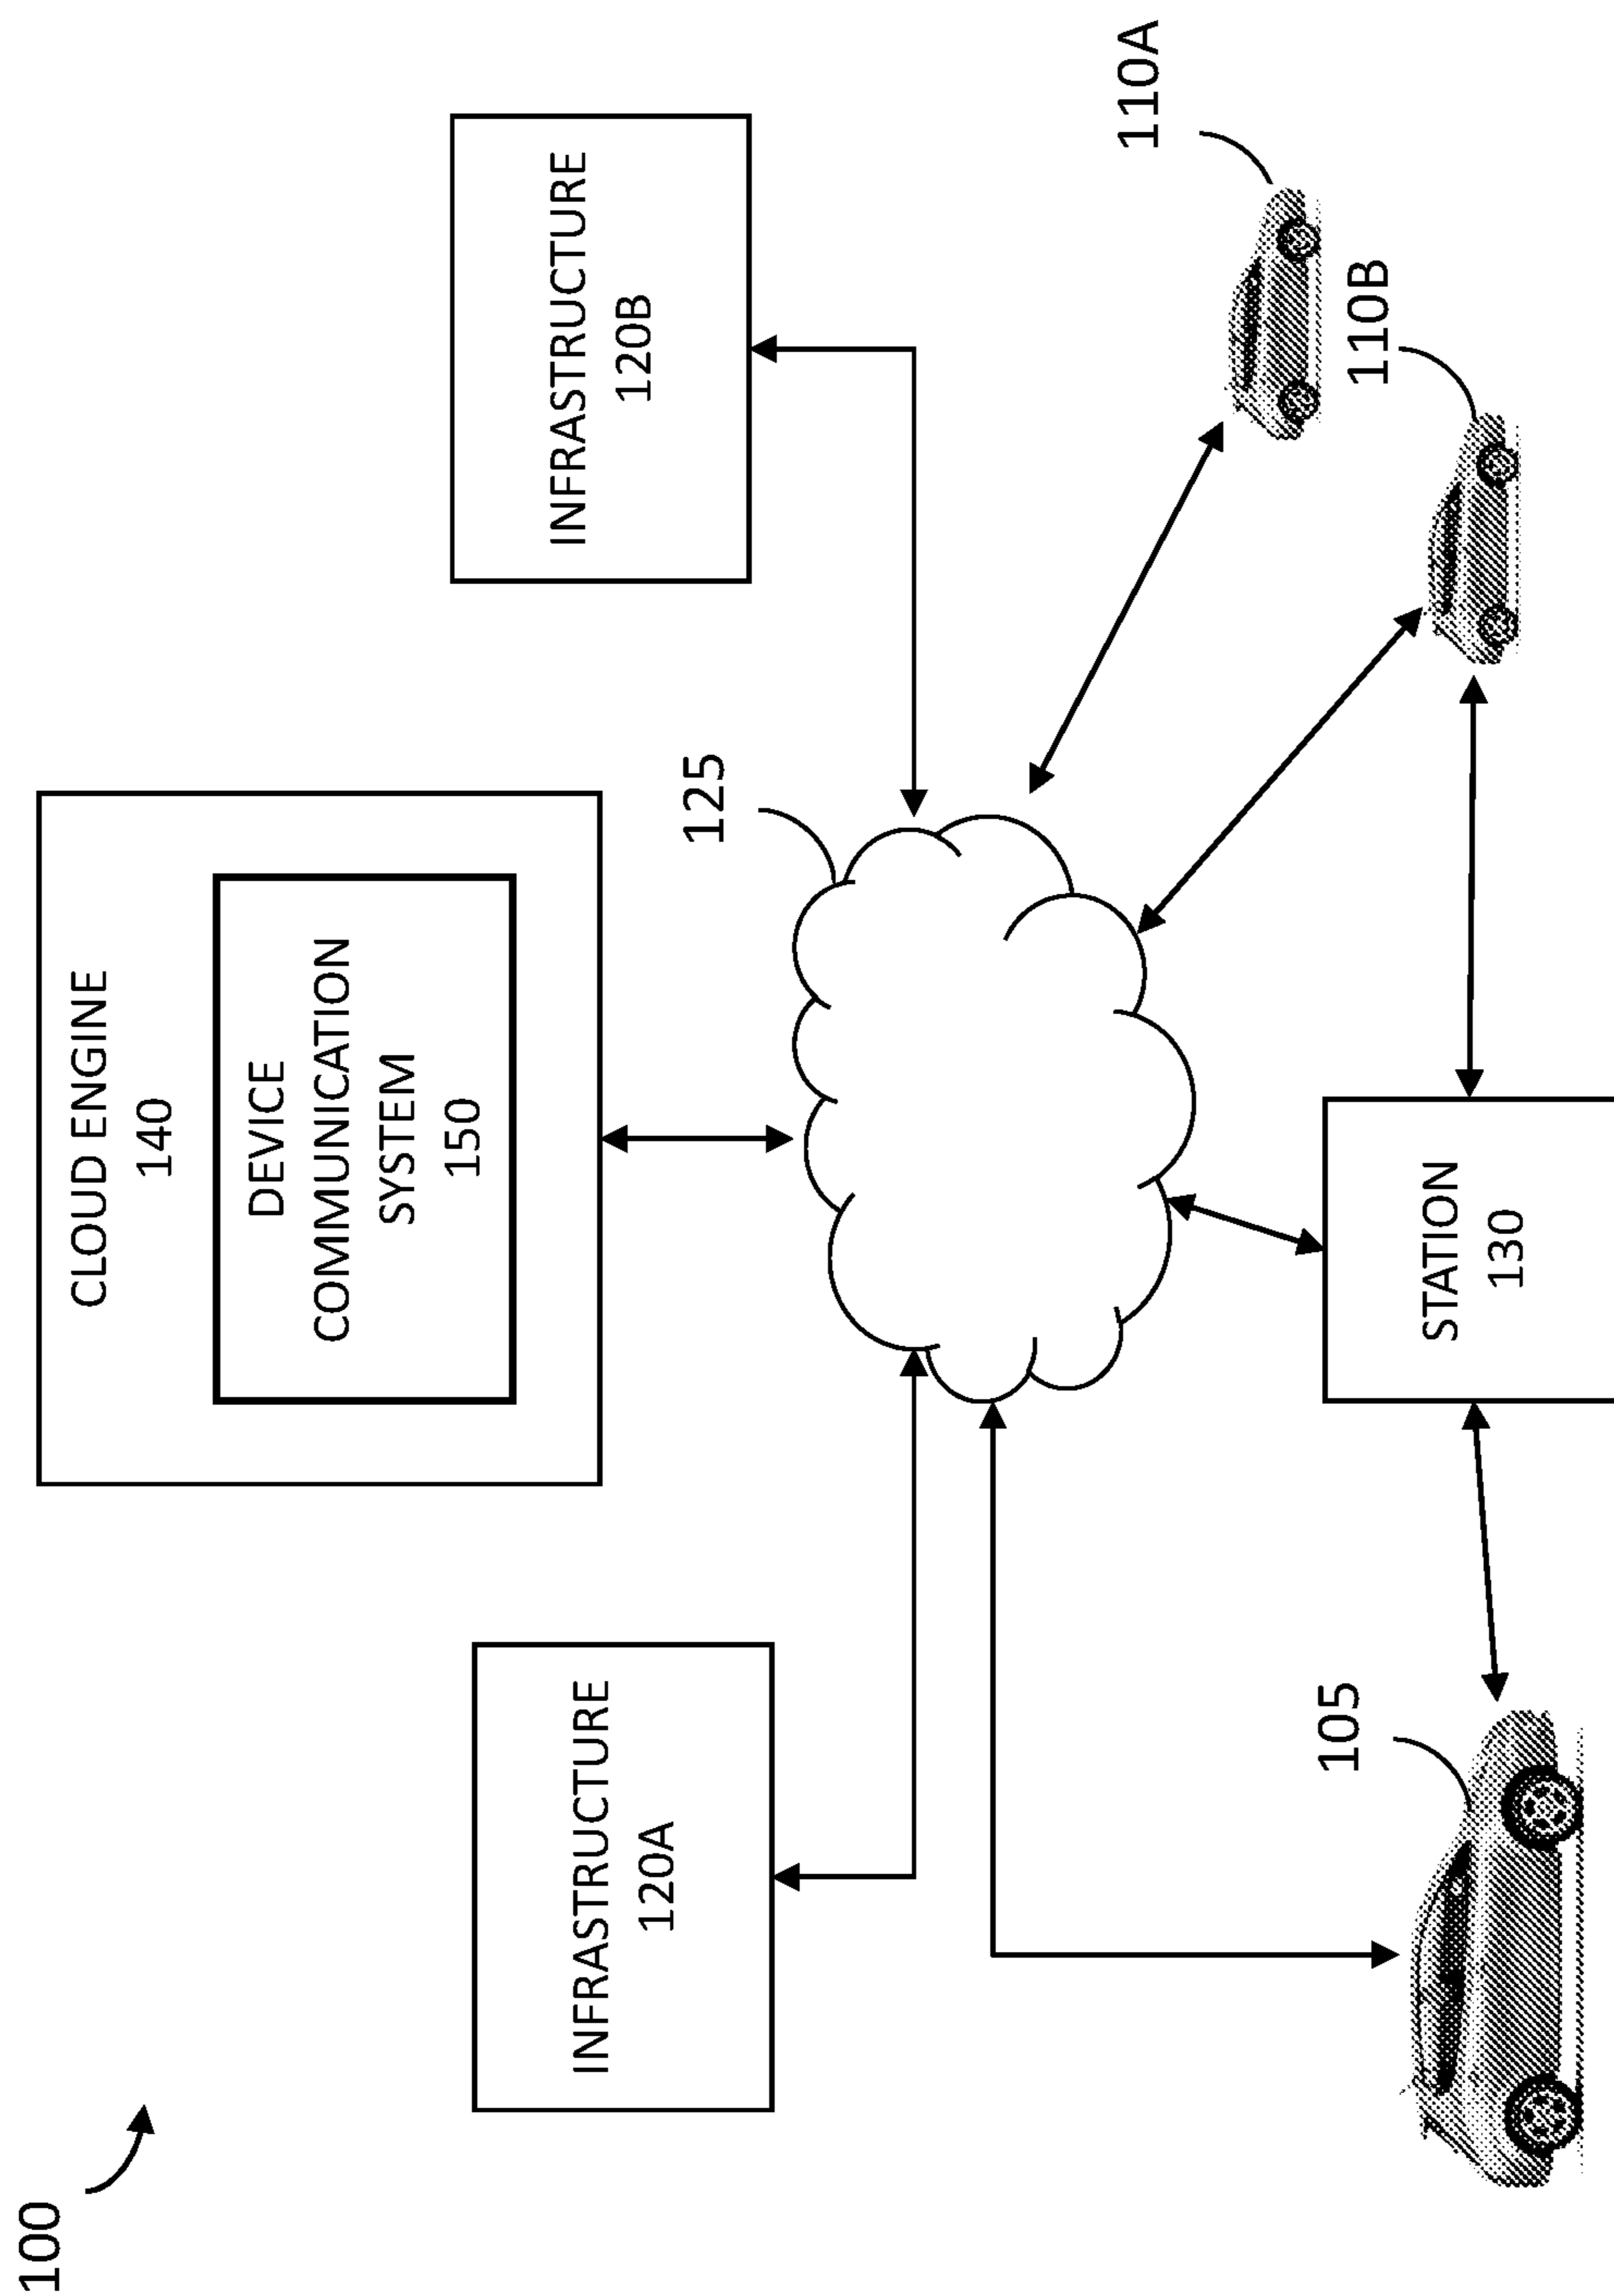 100
CLOUD ENGINE
140
DEVICE
COMMUNICATION
SYSTEM
150
INFRASTRUCTURE
120A
INFRASTRUCTURE
120B
125
105
STATION
130
110A
110B